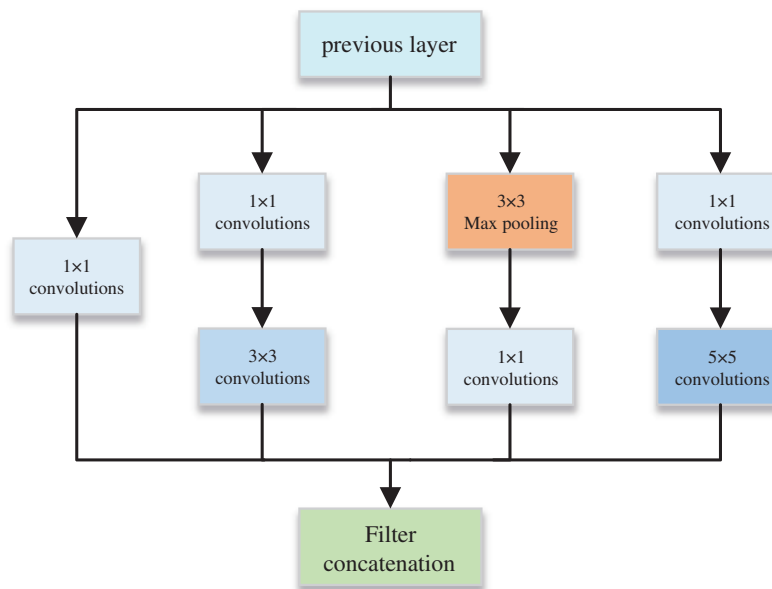 previous layer
1×1
convolutions
1×1
convolutions
3×3
Max pooling
1×1
convolutions
3×3
convolutions
1×1
convolutions
5×5
convolutions
Filter
concatenation